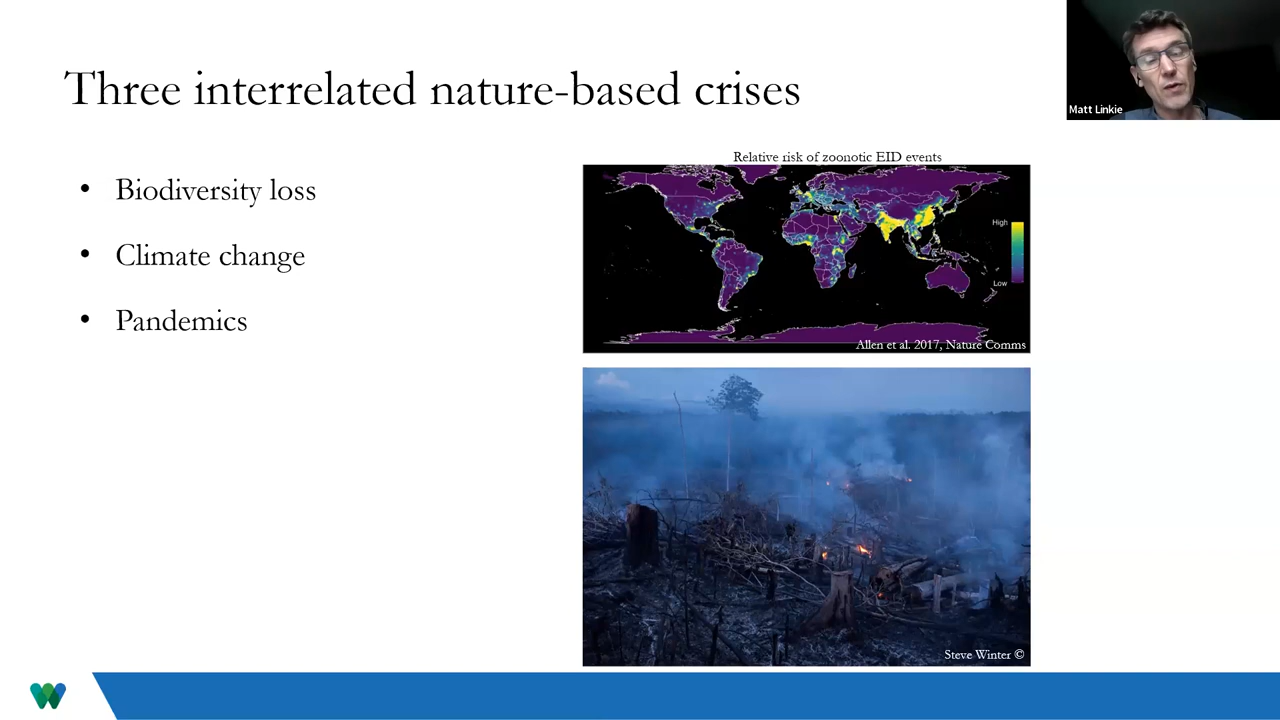 Matt Linkie
Three interrelated nature-based crises
• Biodiversity loss
• Climate change
• Pandemics
Relative risk of zoonotic EID events
High
Low
Allen et al. 2017, Nature Comms
Steve Winter ©